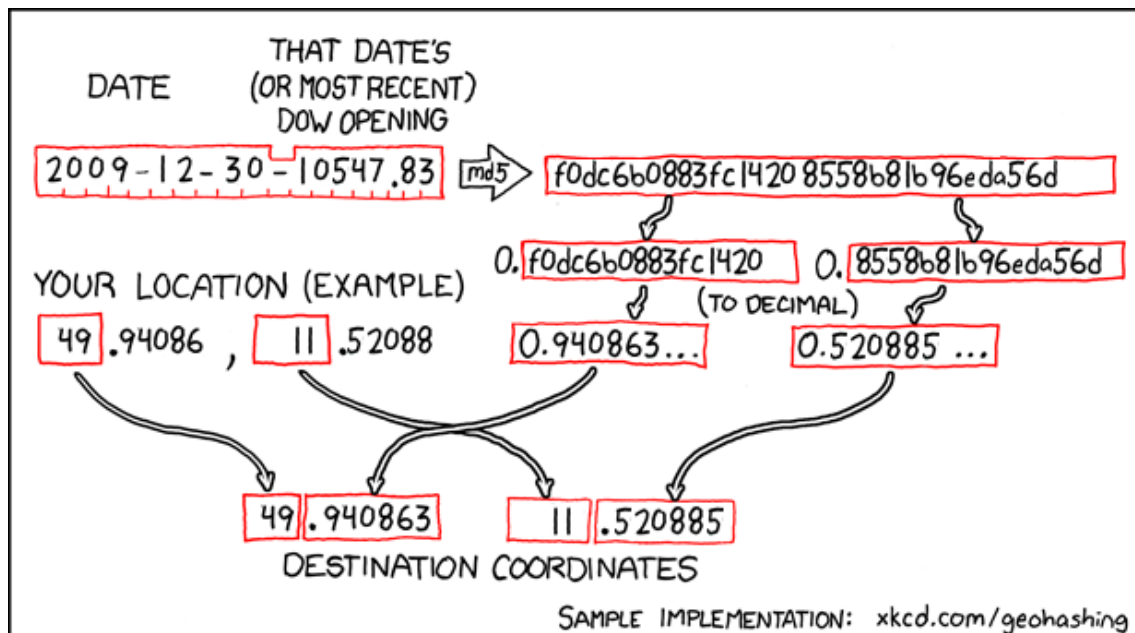 DATE
THAT DATE'S
(OR MOST RECENT)
DOW OPENING
2009-12-30-10547.83
md5
f0dc6b0883fc14208558b81b96eda56d
0.f0dc6b0883fc1420
0.8558b81b96eda56d
YOUR LOCATION (EXAMPLE)
(TO DECIMAL)
49.94086, 11.52088
0.940863...
0.520885...
49.940863
11.520885
DESTINATION COORDINATES
SAMPLE IMPLEMENTATION: xkcd.com/geohashing